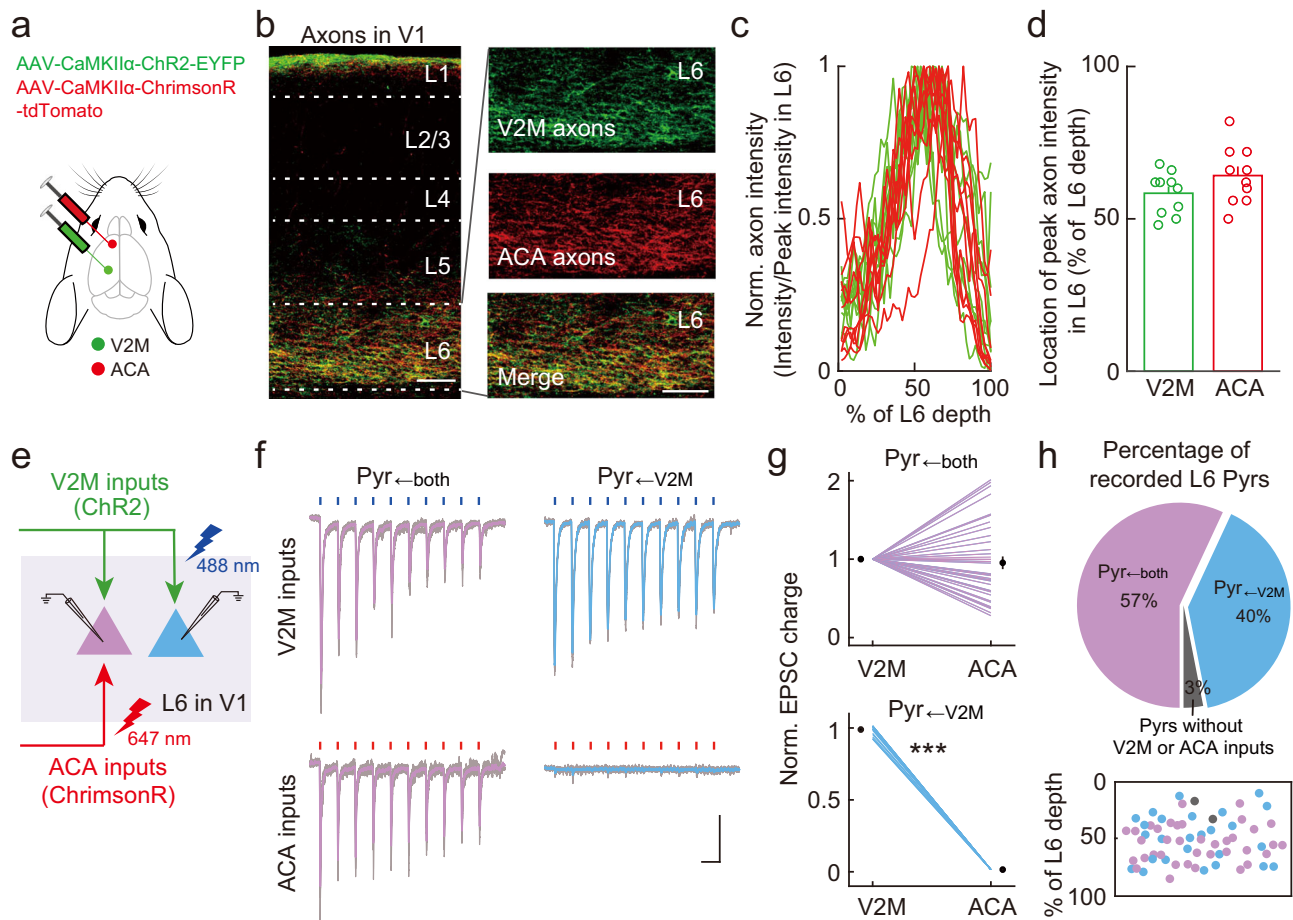 a
AAV-CaMKIIα-ChR2-EYFP
AAV-CaMKIIα-ChrimsonR
-tdTomato
V2M
ACA
b
Axons in V1
L1
L2/3
L4
L5
L6
L6
V2M axons
L6
ACA axons
L6
Merge
c
Norm. axon intensity
(Intensity/Peak intensity in L6)
1
0.5
0
0
50
100
% of L6 depth
d
Location of peak axon intensity
in L6 (% of L6 depth)
100
50
0
V2M
ACA
e
V2M inputs
(ChR2)
488 nm
L6 in V1
647 nm
ACA inputs
(ChrimsonR)
f
Pyr←both
Pyr←V2M
V2M inputs
ACA inputs
g
Norm. EPSC charge
Pyr←both
2
1
0
V2M
ACA
Pyr←V2M
***
1
0.5
0
V2M
ACA
h
Percentage of
recorded L6 Pyrs
Pyr←both
57%
Pyr←V2M
40%
3%
Pyrs without
V2M or ACA inputs
% of L6 depth
0
50
100